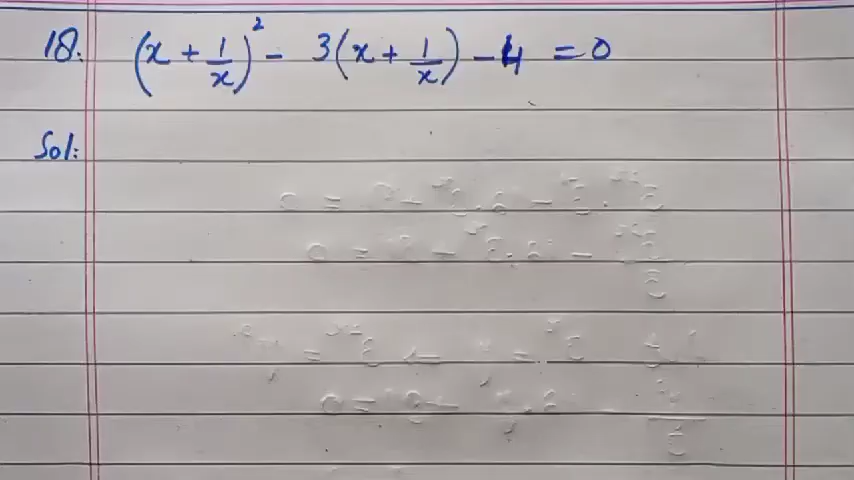 18. (x + 1/x)² - 3(x + 1/x) - 4 = 0
Sol: